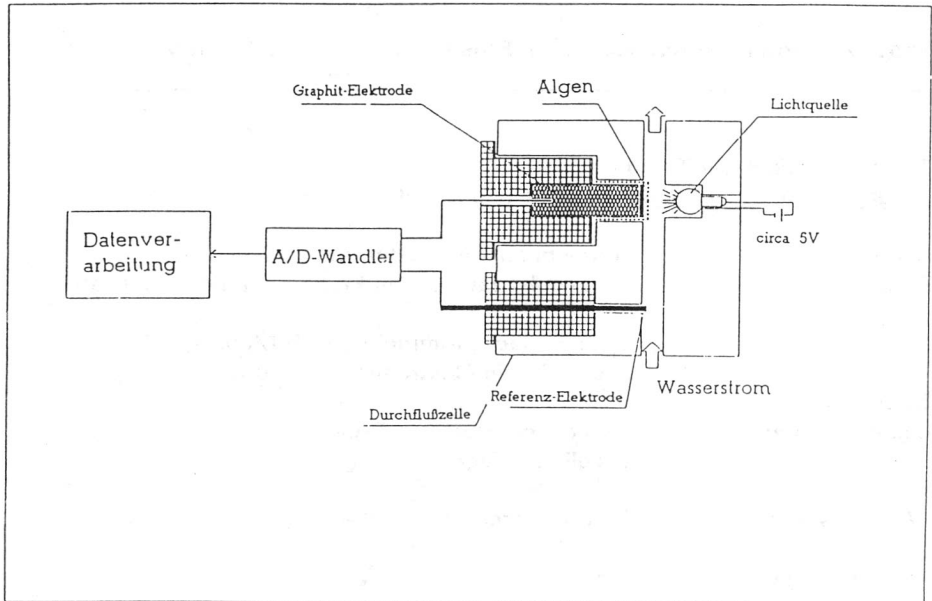 Graphit-Elektrode
Algen
Lichtquelle
Datenver-
arbeitung
A/D-Wandler
circa 5V
Referenz-Elektrode
Wasserstrom
Durchflußzelle